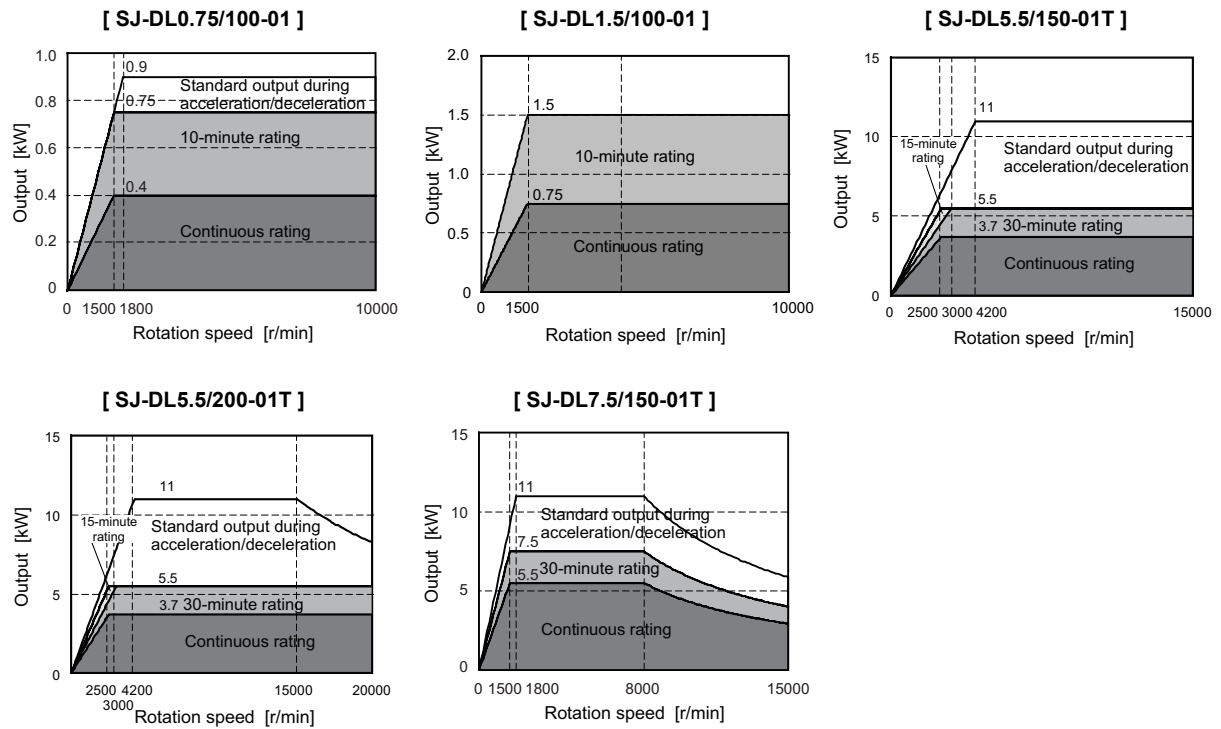 [ SJ-DL0.75/100-01 ]
1.0
0.8
0.6
0.4
0.2
0
Output [kW]
0.9
Standard output during
acceleration/deceleration
0.75
10-minute rating
0.4
Continuous rating
0 1500 1800 10000
Rotation speed [r/min]
[ SJ-DL1.5/100-01 ]
2.0
1.5
1.0
0.5
0
Output [kW]
1.5
10-minute rating
0.75
Continuous rating
0 1500 10000
Rotation speed [r/min]
[ SJ-DL5.5/150-01T ]
15
10
5
0
Output [kW]
11
15-minute
rating
Standard output during
acceleration/deceleration
5.5
3.7 30-minute rating
Continuous rating
0 2500 3000 4200 15000
Rotation speed [r/min]
[ SJ-DL5.5/200-01T ]
15
10
5
0
Output [kW]
11
15-minute
rating
Standard output during
acceleration/deceleration
5.5
3.7 30-minute rating
Continuous rating
2500 4200 15000 20000
3000
Rotation speed [r/min]
[ SJ-DL7.5/150-01T ]
15
10
5
0
Output [kW]
11
Standard output during
acceleration/deceleration
7.5
30-minute rating
5.5
Continuous rating
0 1500 1800 8000 15000
Rotation speed [r/min]